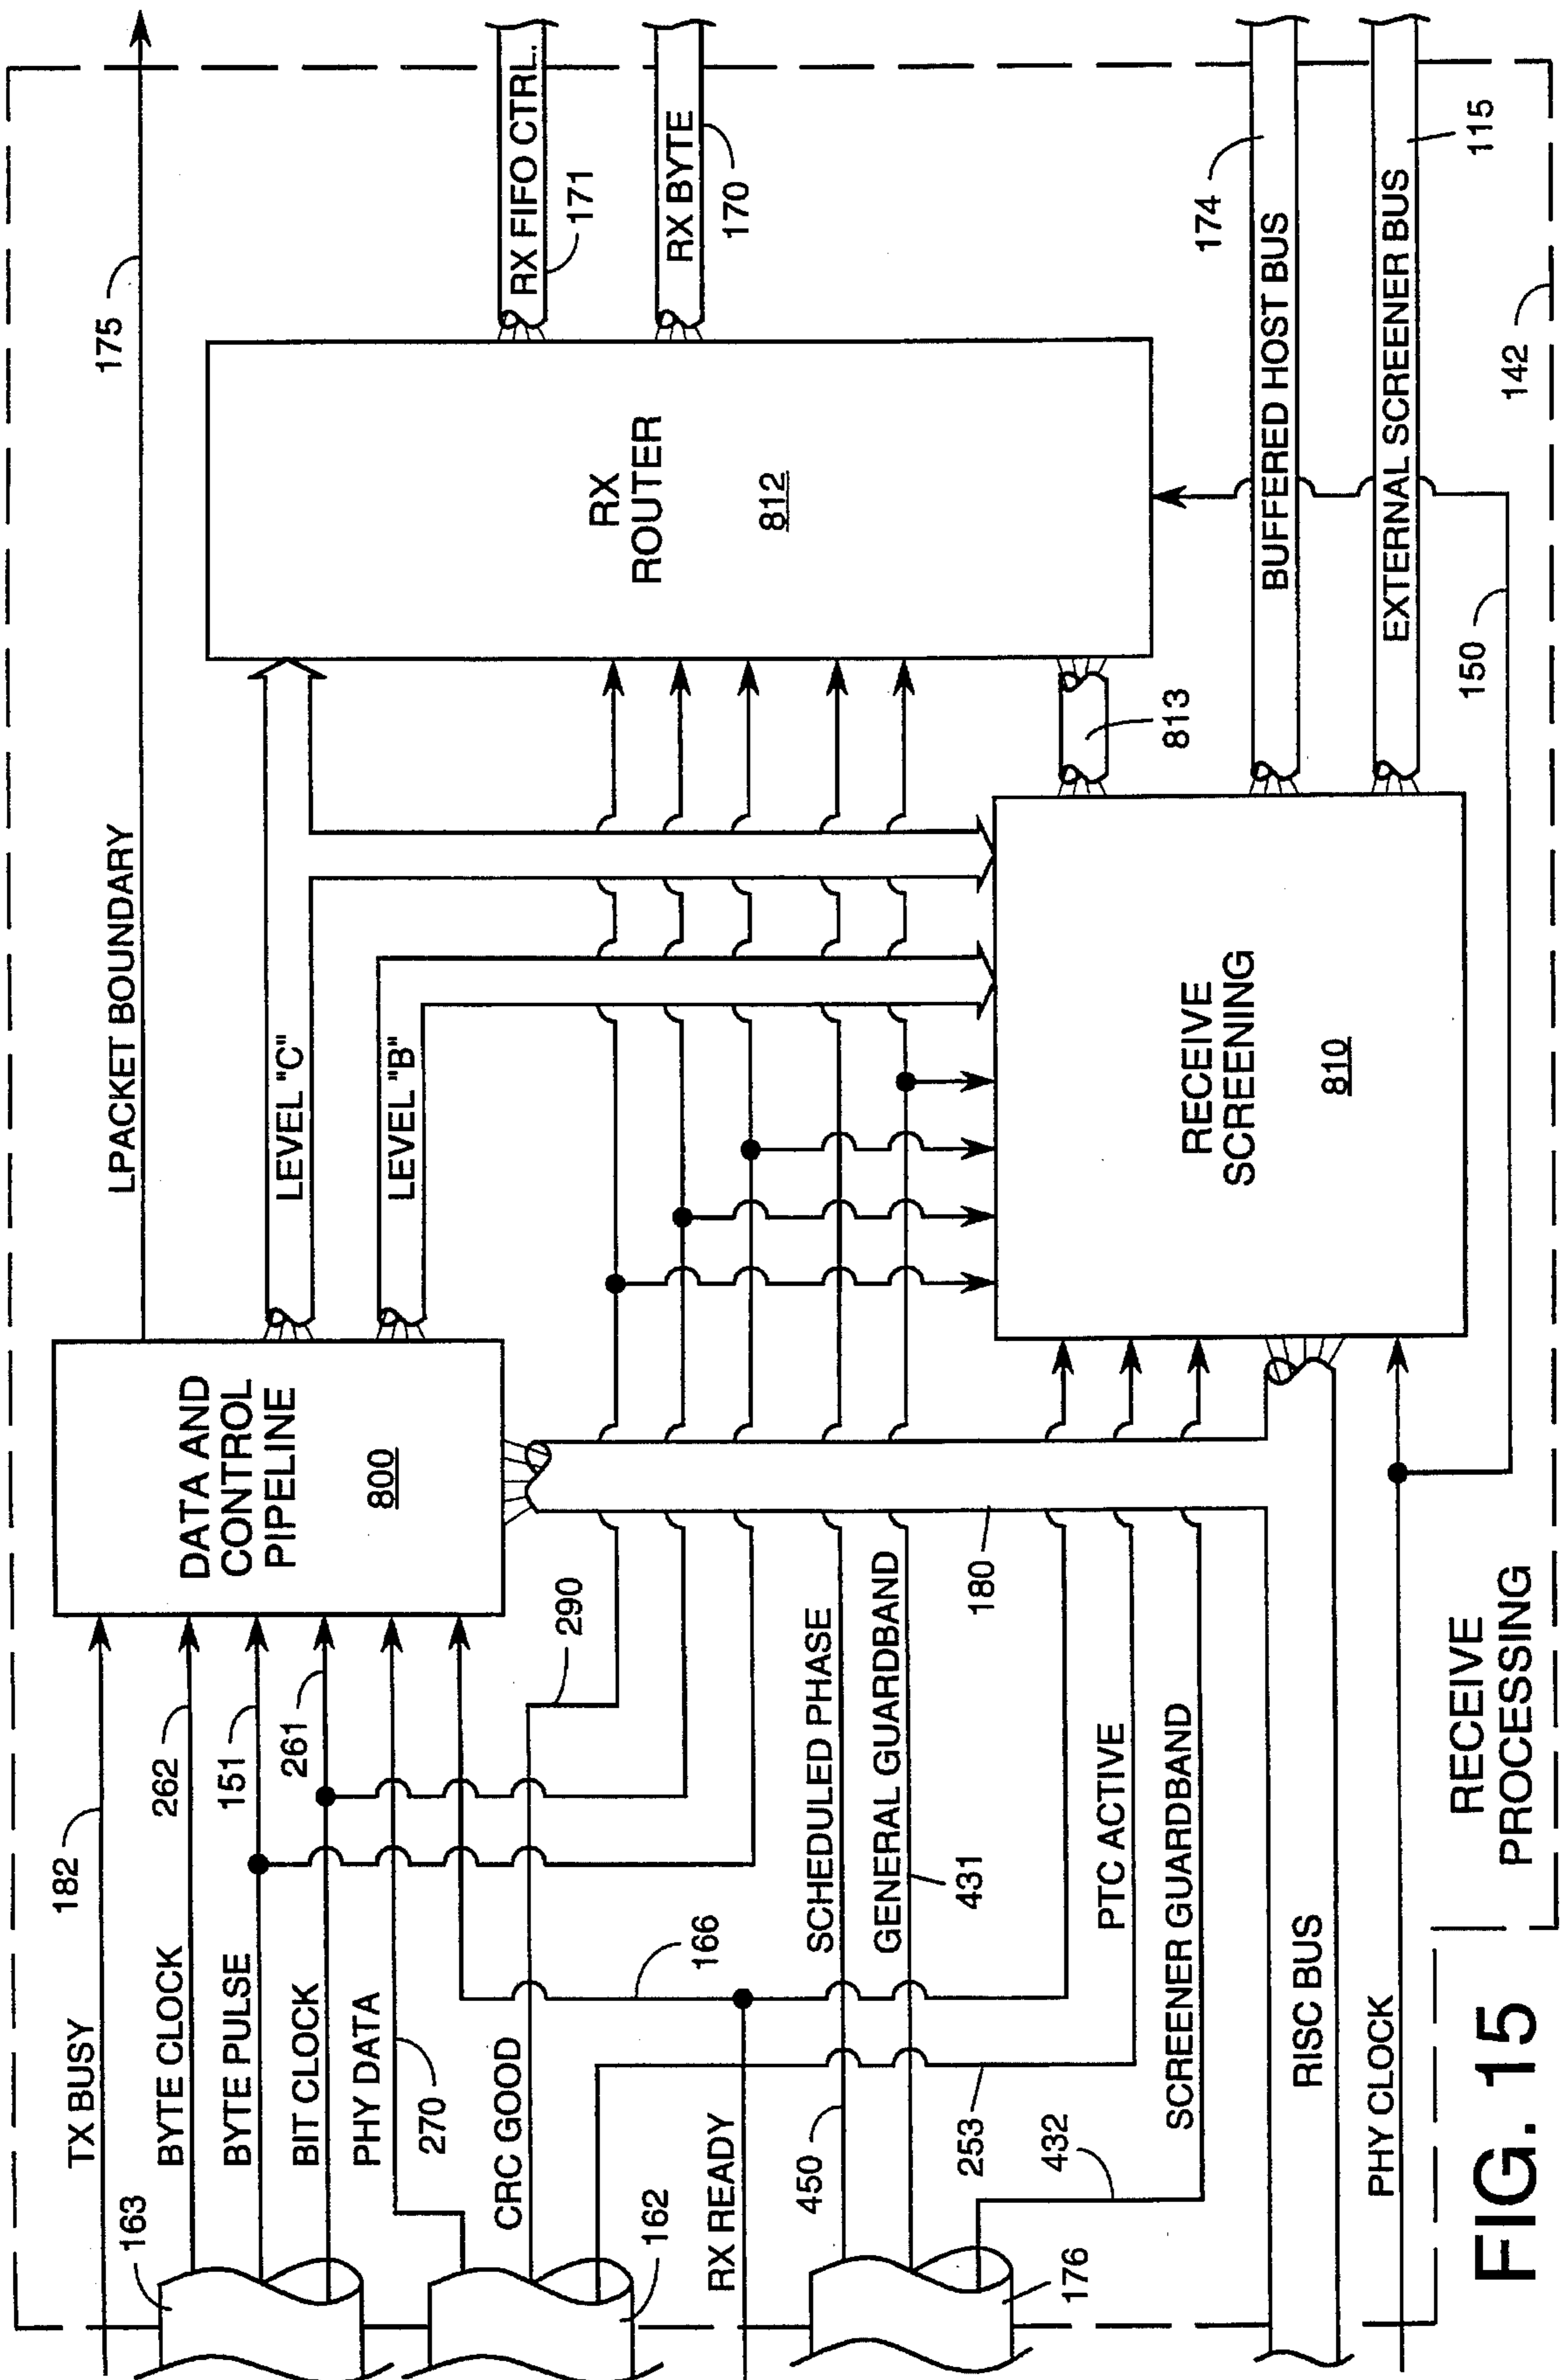 TX BUSY
182
163
BYTE CLOCK
262
BYTE PULSE
151
BIT CLOCK
261
PHY DATA
270
CRC GOOD
290
162
RX READY
166
SCHEDULED PHASE
450
GENERAL GUARDBAND
431
176
PTC ACTIVE
253
SCREENER GUARDBAND
432
RISC BUS
180
PHY CLOCK
150
DATA AND
CONTROL
PIPELINE
800
LPACKET BOUNDARY
175
LEVEL "C"
LEVEL "B"
RECEIVE
SCREENING
810
813
RX
ROUTER
812
RX FIFO CTRL.
171
RX BYTE
170
BUFFERED HOST BUS
174
EXTERNAL SCREENER BUS
115
142
RECEIVE
PROCESSING
FIG. 15